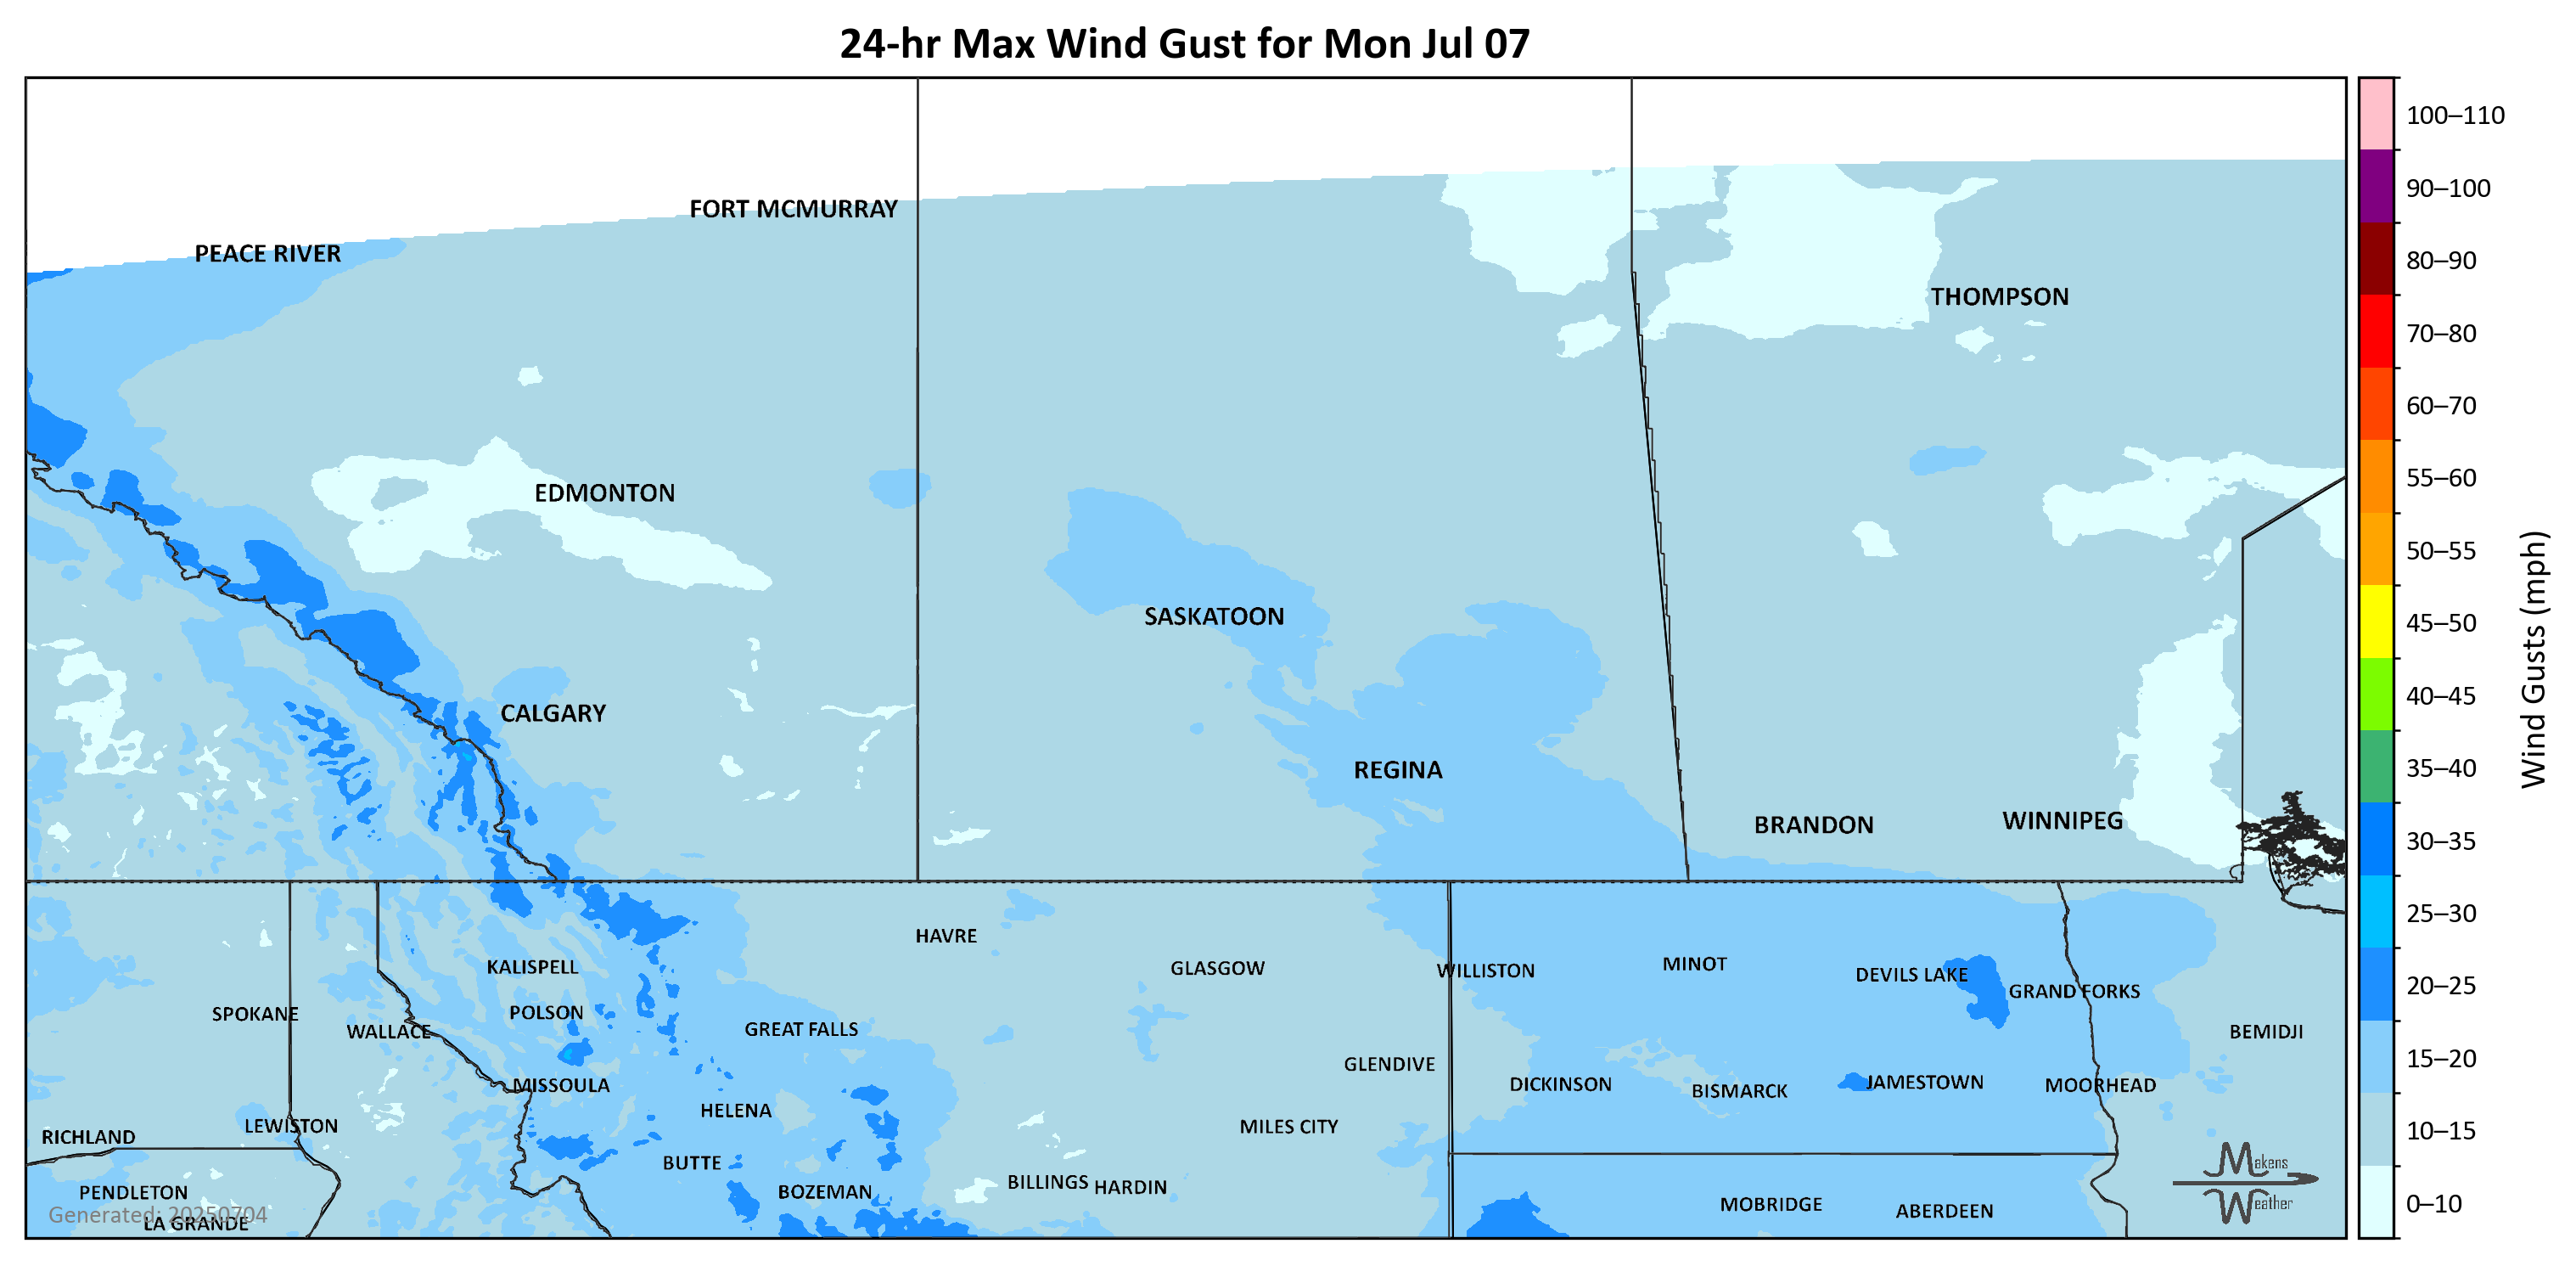 24-hr Max Wind Gust for Mon Jul 07
100–110
90–100
80–90
70–80
60–70
55–60
50–55
45–50
40–45
35–40
30–35
25–30
20–25
15–20
10–15
0–10
Wind Gusts (mph)
FORT MCMURRAY
PEACE RIVER
THOMPSON
EDMONTON
SASKATOON
CALGARY
REGINA
BRANDON
WINNIPEG
HAVRE
KALISPELL
GLASGOW
WILLISTON
MINOT
DEVILS LAKE
GRAND FORKS
SPOKANE
POLSON
WALLACE
GREAT FALLS
BEMIDJI
GLENDIVE
MISSOULA
DICKINSON
BISMARCK
JAMESTOWN
MOORHEAD
HELENA
LEWISTON
MILES CITY
RICHLAND
BUTTE
PENDLETON
BOZEMAN
BILLINGS
HARDIN
MOBRIDGE
ABERDEEN
LA GRANDE
Generated: 20250704
Makens
Weather